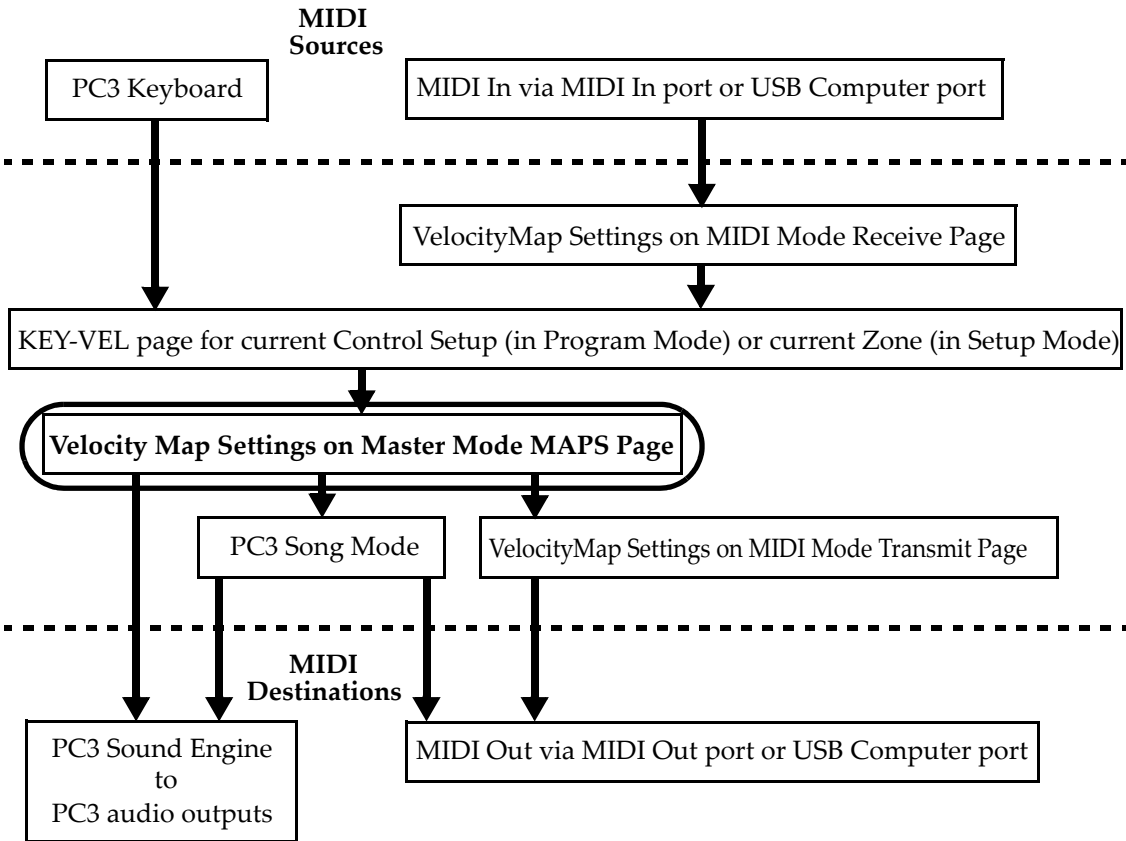 MIDI
Sources
PC3 Keyboard
MIDI In via MIDI In port or USB Computer port
VelocityMap Settings on MIDI Mode Receive Page
KEY-VEL page for current Control Setup (in Program Mode) or current Zone (in Setup Mode)
Velocity Map Settings on Master Mode MAPS Page
PC3 Song Mode
VelocityMap Settings on MIDI Mode Transmit Page
MIDI
Destinations
PC3 Sound Engine
to
PC3 audio outputs
MIDI Out via MIDI Out port or USB Computer port